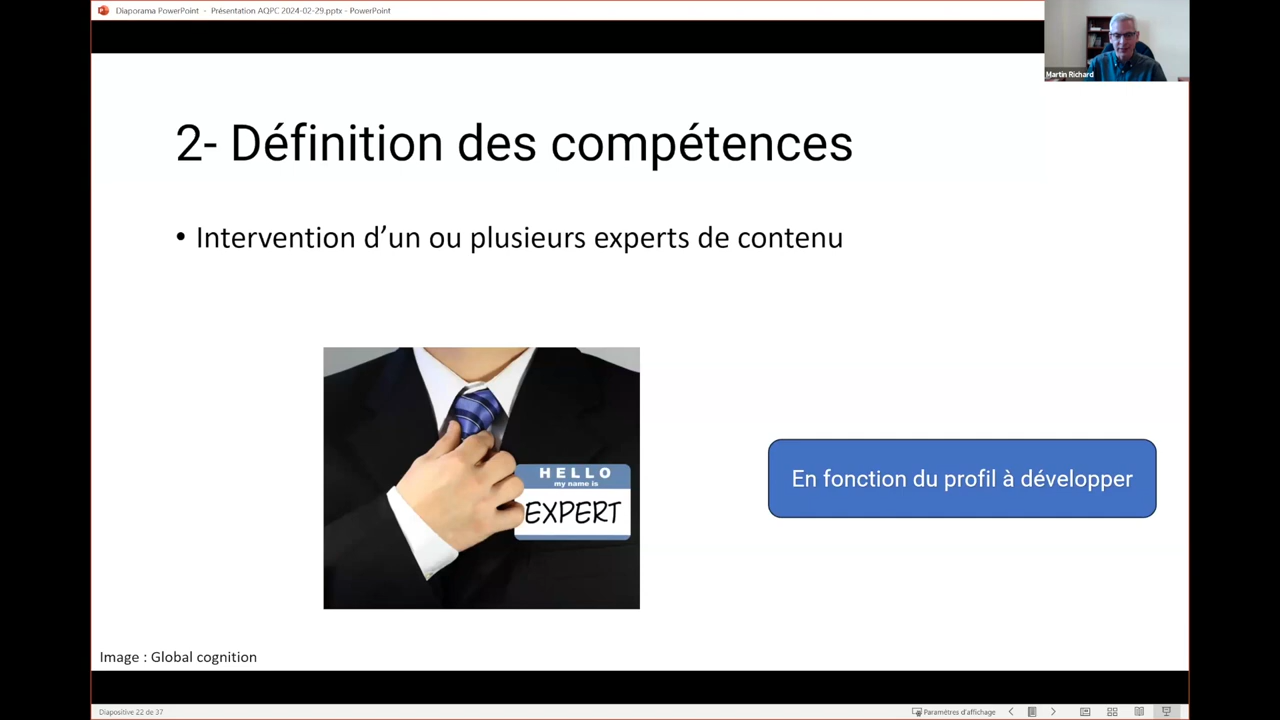 Diaporama PowerPoint - Présentation AQPC 2024-02-29.pptx - PowerPoint
Martin Richard
2- Définition des compétences
• Intervention d’un ou plusieurs experts de contenu
HELLO
my name is
EXPERT
En fonction du profil à développer
Image : Global cognition
Diapositive 22 de 37
Paramètres d'affichage